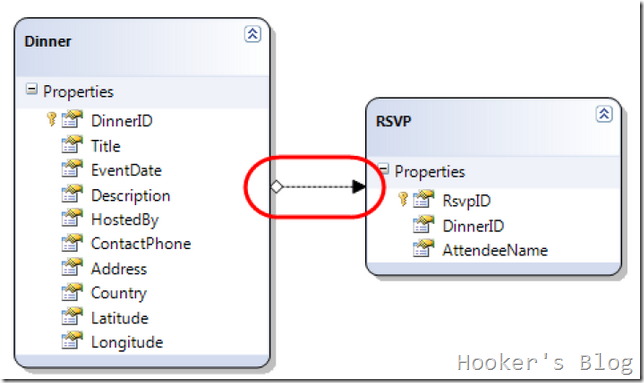 Dinner
Properties
DinnerID
Title
EventDate
Description
HostedBy
ContactPhone
Address
Country
Latitude
Longitude
RSVP
Properties
RsvpID
DinnerID
AttendeeName
Hooker's Blog